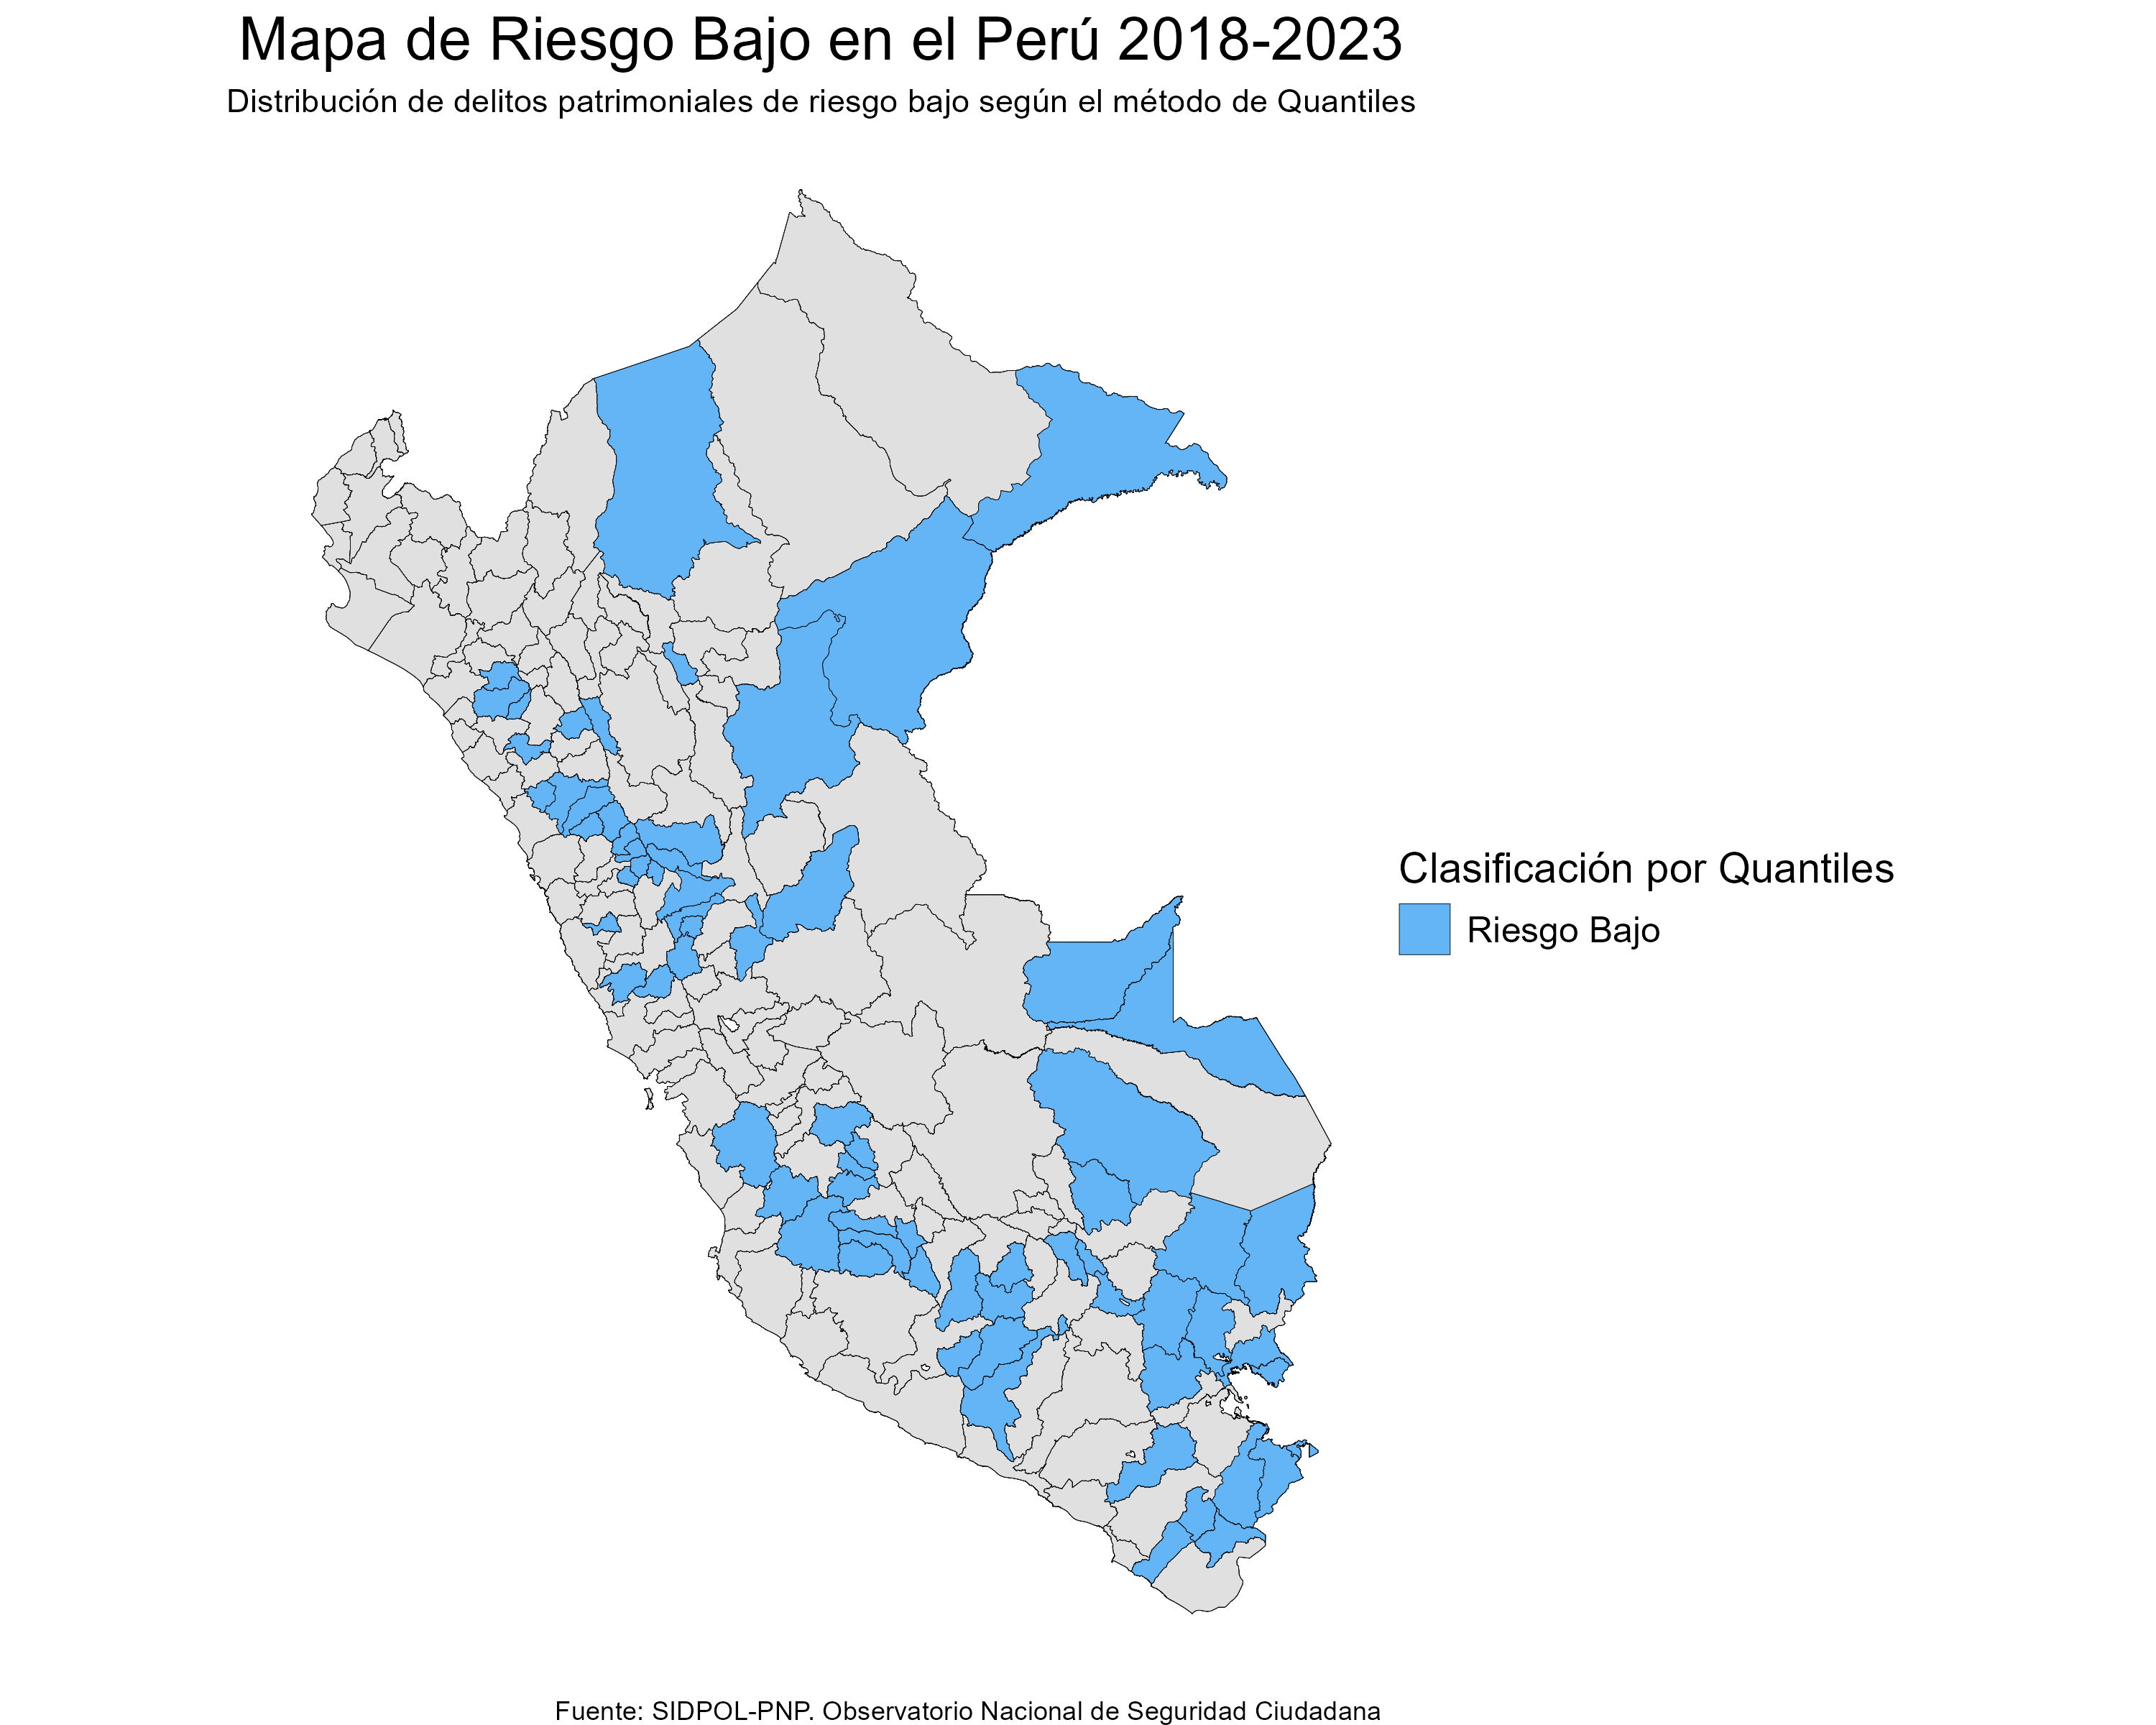 Mapa de Riesgo Bajo en el Perú 2018-2023
Distribución de delitos patrimoniales de riesgo bajo según el método de Quantiles
Clasificación por Quantiles
Riesgo Bajo
Fuente: SIDPOL-PNP. Observatorio Nacional de Seguridad Ciudadana